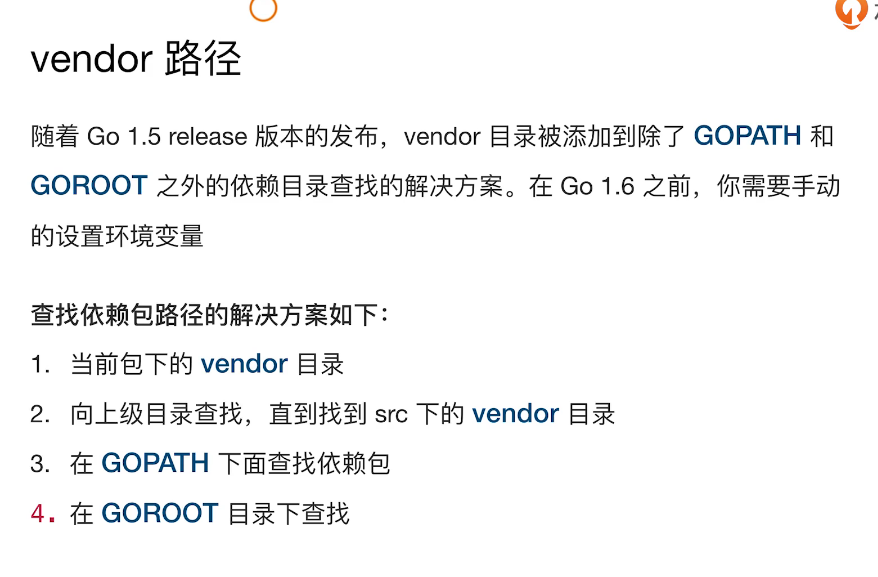 vendor 路径
随着 Go 1.5 release 版本的发布，vendor 目录被添加到除了 GOPATH 和
GOROOT 之外的依赖目录查找的解决方案。在 Go 1.6 之前，你需要手动
的设置环境变量
查找依赖包路径的解决方案如下：
1. 当前包下的 vendor 目录
2. 向上级目录查找，直到找到 src 下的 vendor 目录
3. 在 GOPATH 下面查找依赖包
4. 在 GOROOT 目录下查找